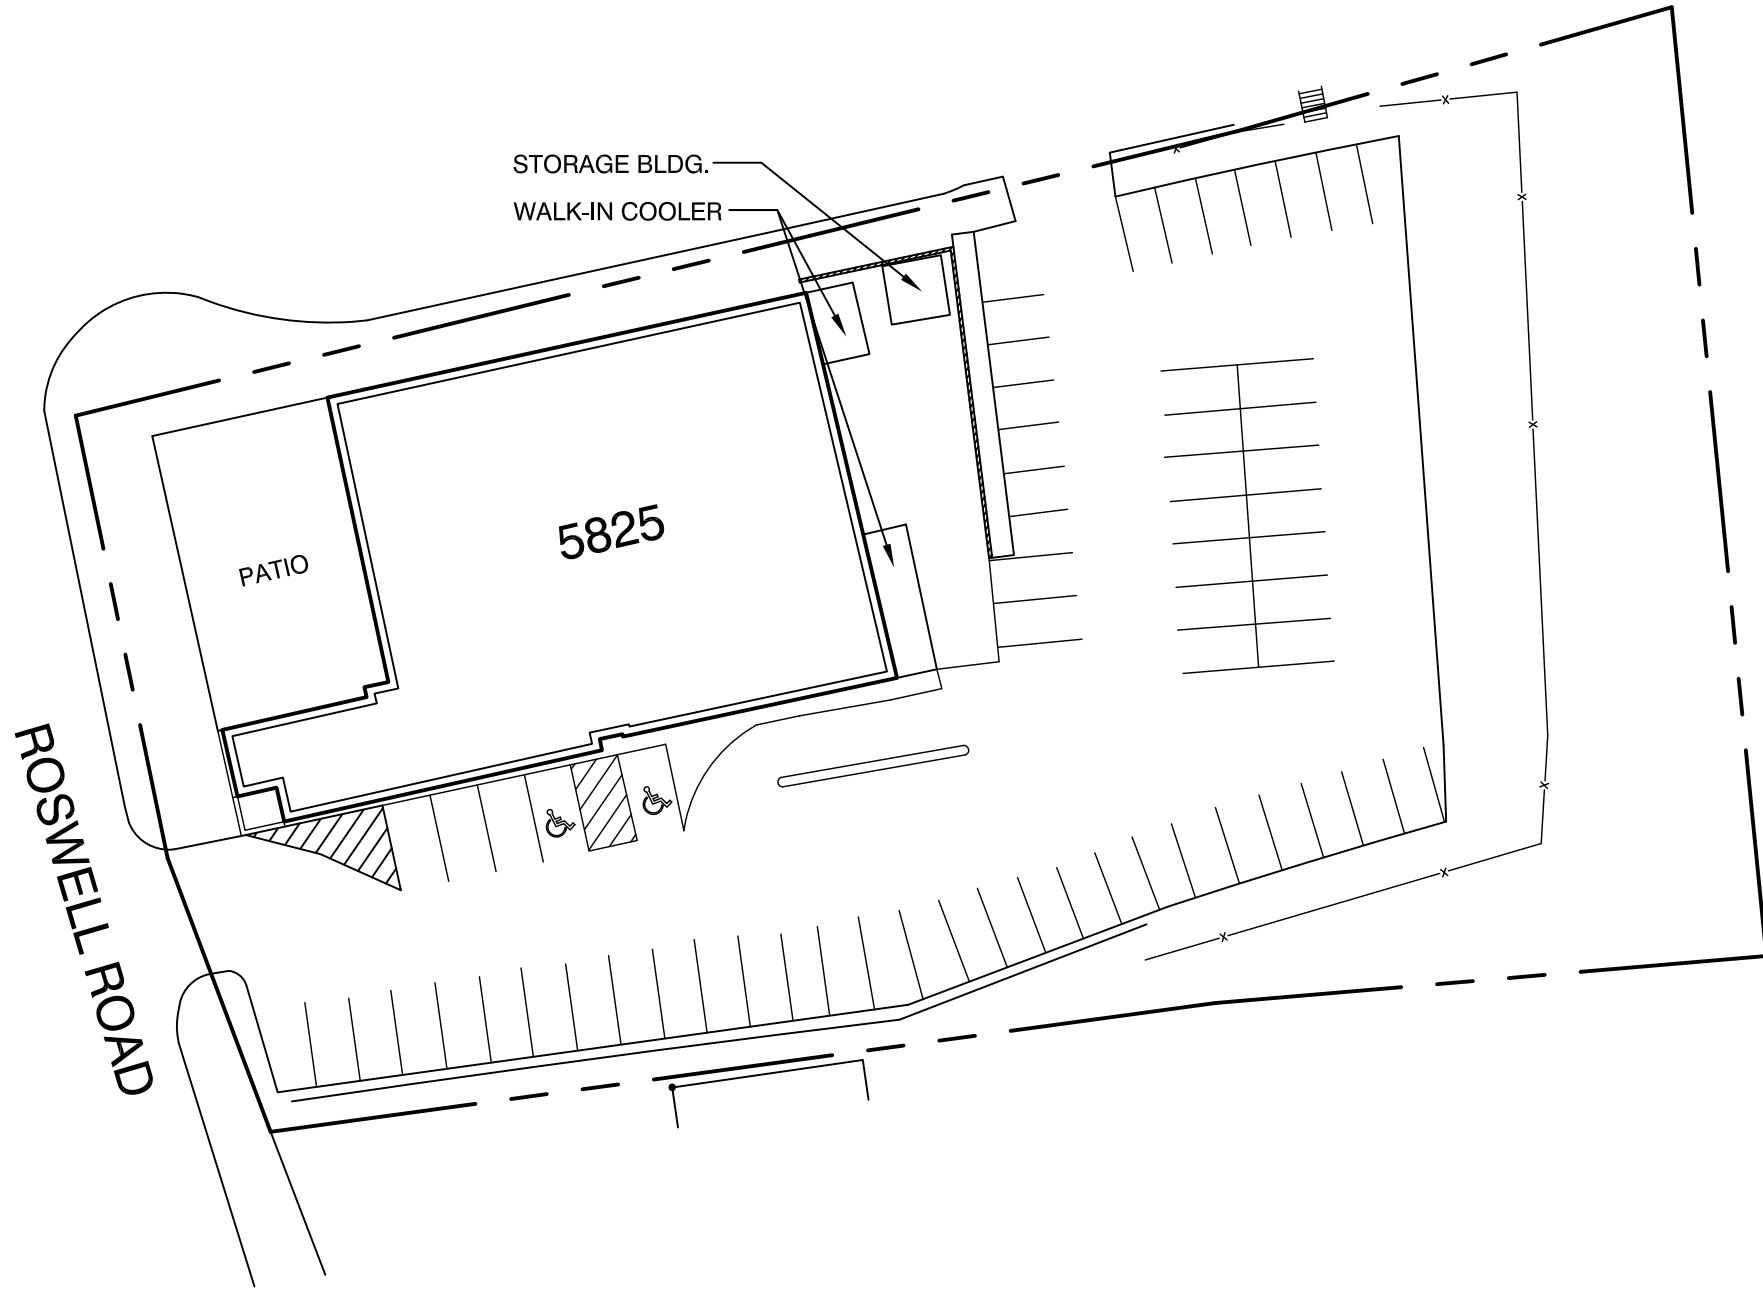 STORAGE BLDG.
WALK-IN COOLER
5825
PATIO
ROSWELL ROAD